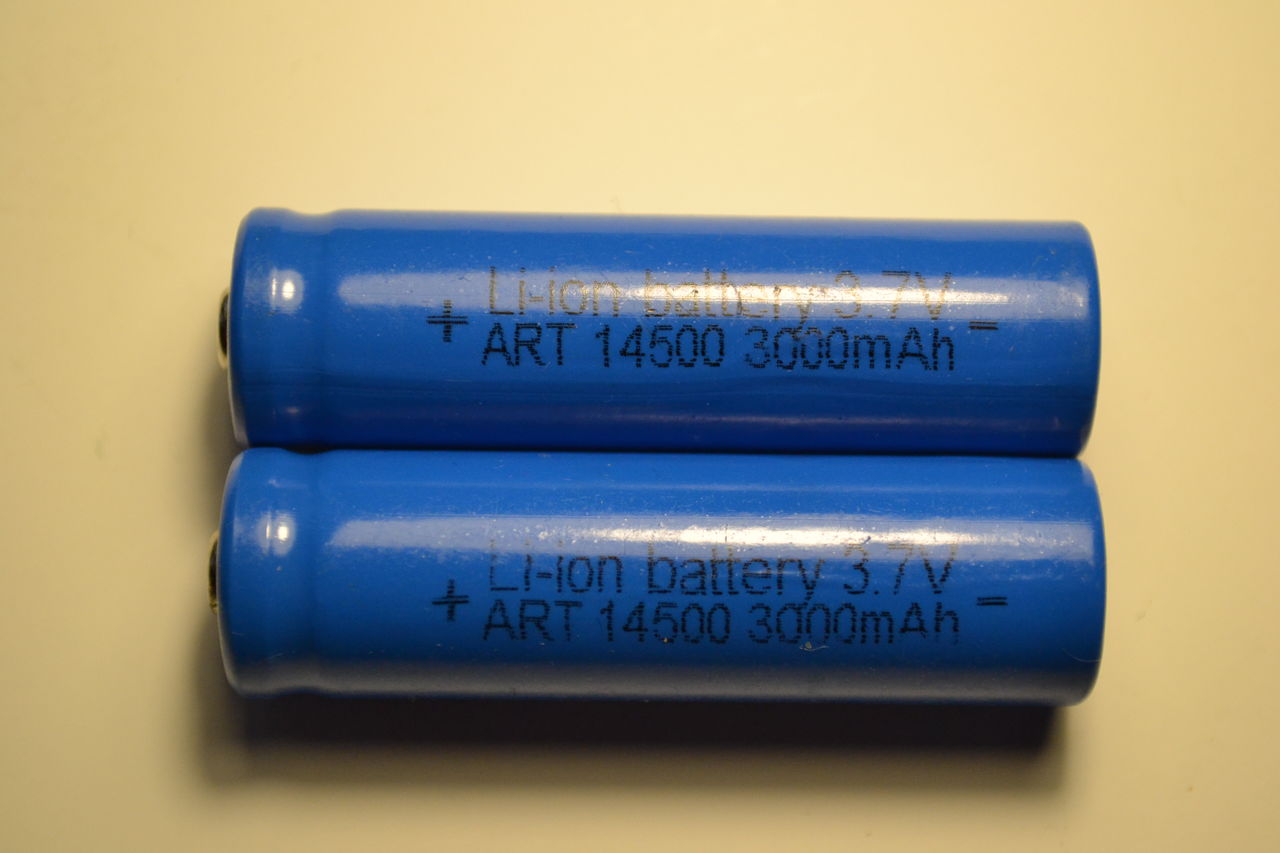 Li-ion battery 3.7V
+ ART 14500 3000mAh -
Li-ion battery 3.7V
+ ART 14500 3000mAh -